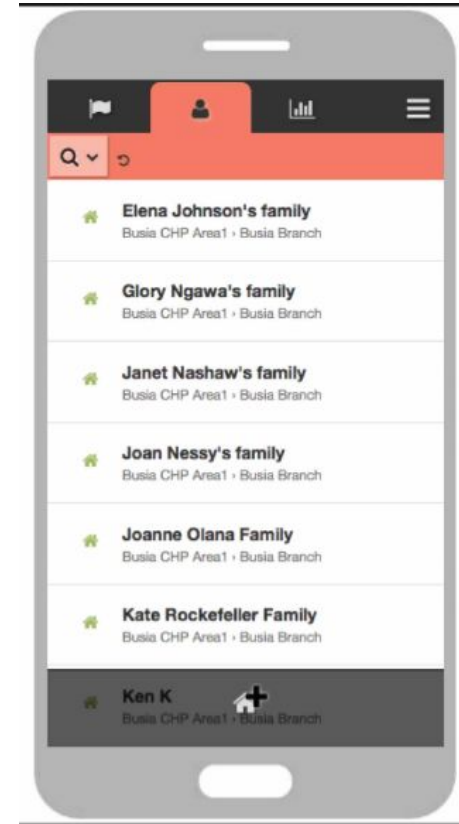 Elena Johnson's family
Busia CHP Area1 › Busia Branch
Glory Ngawa's family
Busia CHP Area1 › Busia Branch
Janet Nashaw's family
Busia CHP Area1 › Busia Branch
Joan Nessy's family
Busia CHP Area1 › Busia Branch
Joanne Olana Family
Busia CHP Area1 › Busia Branch
Kate Rockefeller Family
Busia CHP Area1 › Busia Branch
Ken K
Busia CHP Area1 › Busia Branch